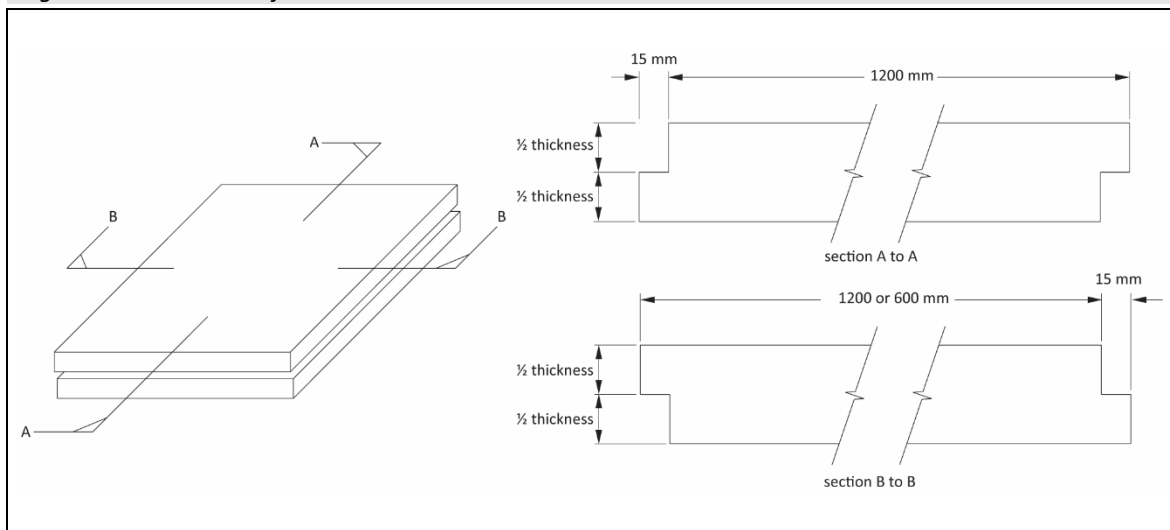 15 mm
1200 mm
½ thickness
½ thickness
section A to A
A
B
B
A
15 mm
1200 or 600 mm
½ thickness
½ thickness
section B to B